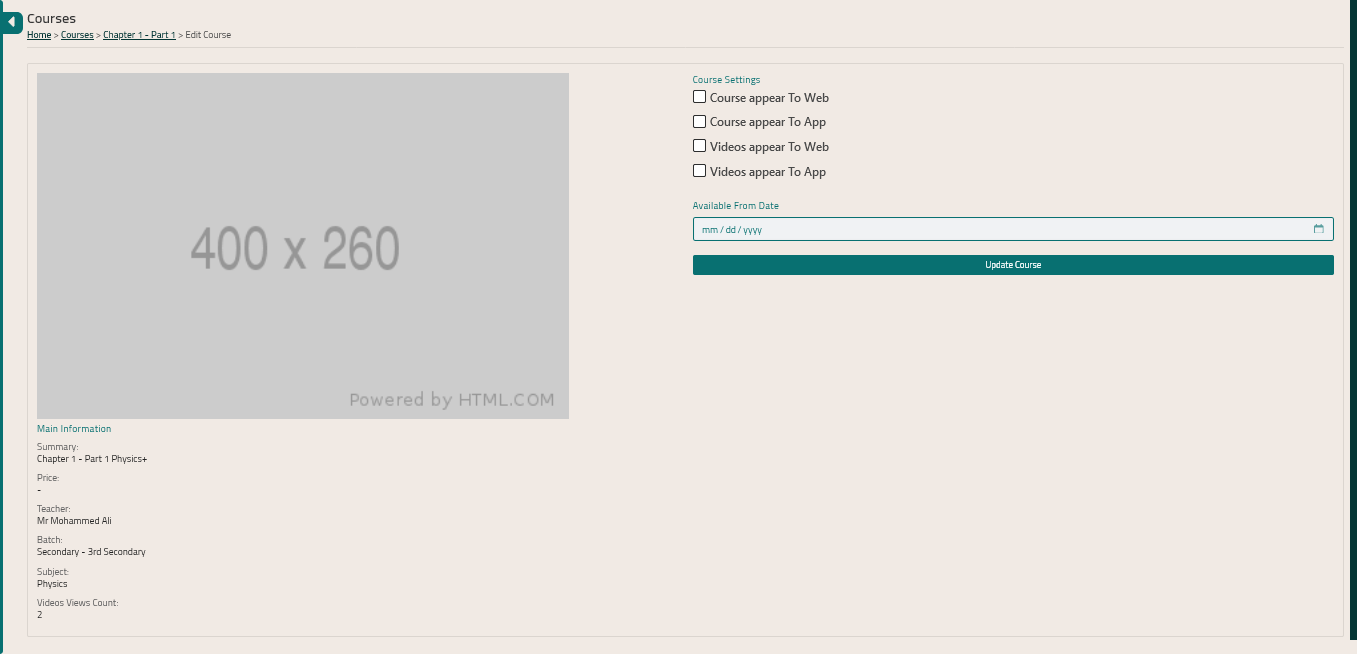 Courses
Home > Courses > Chapter 1 - Part 1 > Edit Course
400 x 260
Powered by HTML.COM
Main Information
Summary:
Chapter 1 - Part 1 Physics+
Price:
-
Teacher:
Mr Mohammed Ali
Batch:
Secondary - 3rd Secondary
Subject:
Physics
Videos Views Count:
2
Course Settings
Course appear To Web
Course appear To App
Videos appear To Web
Videos appear To App
Available From Date
mm / dd / yyyy
Update Course